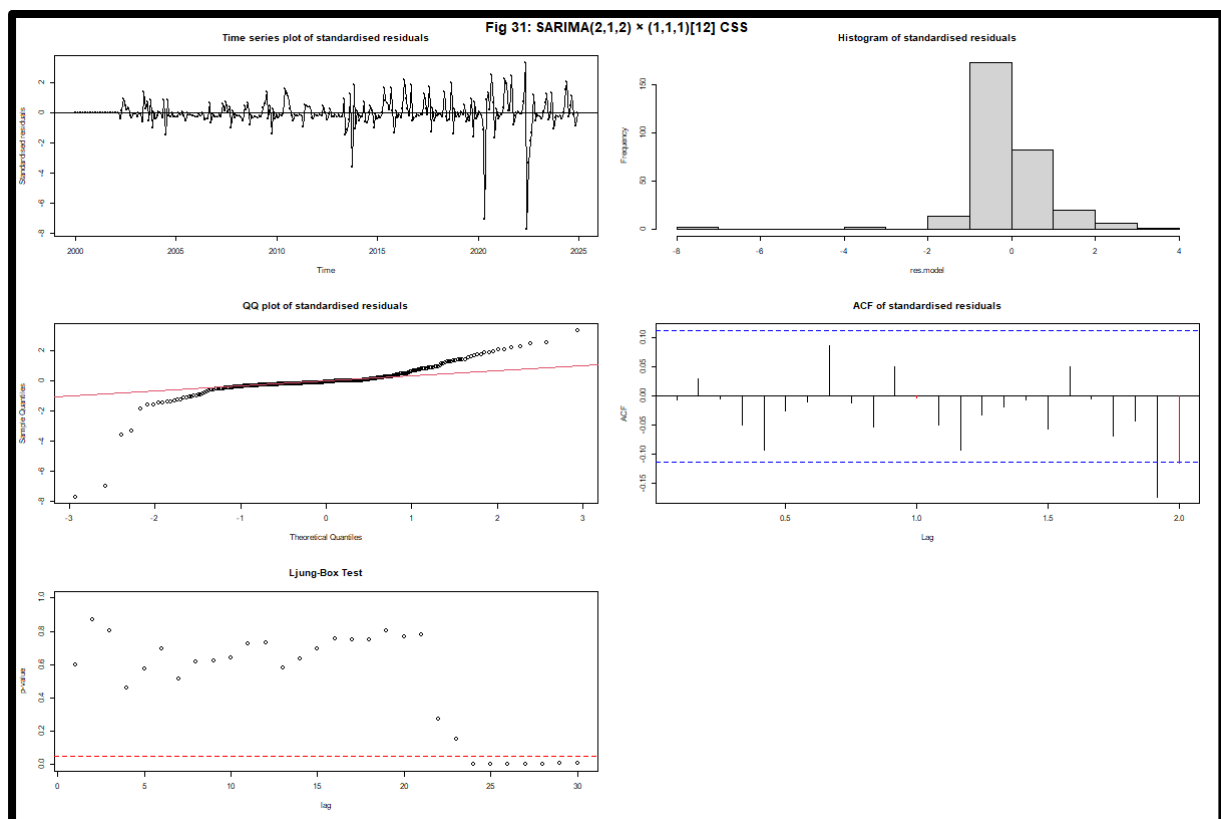 Fig 31: SARIMA(2,1,2) × (1,1,1)[12] CSS
Time series plot of standardised residuals
Standardised residuals
2
0
-2
-4
-6
-8
2000 2005 2010 2015 2020 2025
Time
Histogram of standardised residuals
Frequency
150
100
50
0
-8 -6 -4 -2 0 2 4
res.model
QQ plot of standardised residuals
Sample Quantiles
2
0
-2
-4
-6
-8
-3 -2 -1 0 1 2 3
Theoretical Quantiles
ACF of standardised residuals
ACF
0.10
0.05
0.00
-0.05
-0.10
-0.15
0.5 1.0 1.5 2.0
Lag
Ljung-Box Test
p-value
1.0
0.8
0.6
0.4
0.2
0.0
0 5 10 15 20 25 30
lag